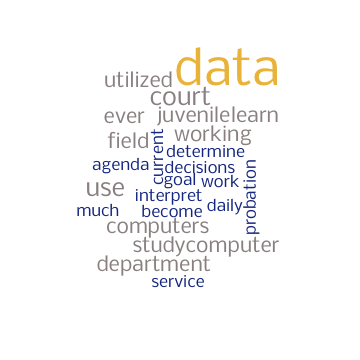 data
utilized
court
ever
juvenile
learn
field
working
current
determine
agenda
decisions
goal
work
use
interpret
probation
much
become
daily
computers
study
computer
department
service